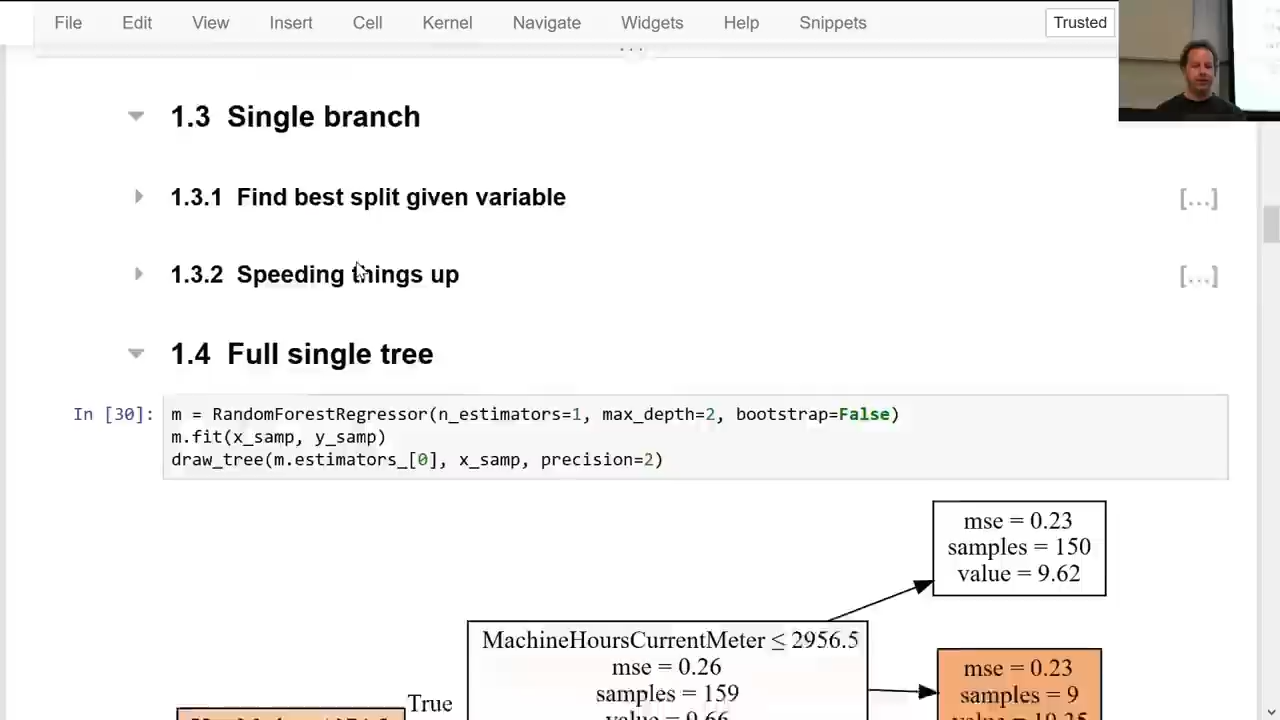 File Edit View Insert Cell Kernel Navigate Widgets Help Snippets Trusted
...
1.3 Single branch
1.3.1 Find best split given variable
[...]
1.3.2 Speeding things up
[...]
1.4 Full single tree
In [30]:
m = RandomForestRegressor(n_estimators=1, max_depth=2, bootstrap=False)
m.fit(x_samp, y_samp)
draw_tree(m.estimators_[0], x_samp, precision=2)
mse = 0.23
samples = 150
value = 9.62
MachineHoursCurrentMeter ≤ 2956.5
mse = 0.26
samples = 159
value = 9.66
mse = 0.23
samples = 9
True